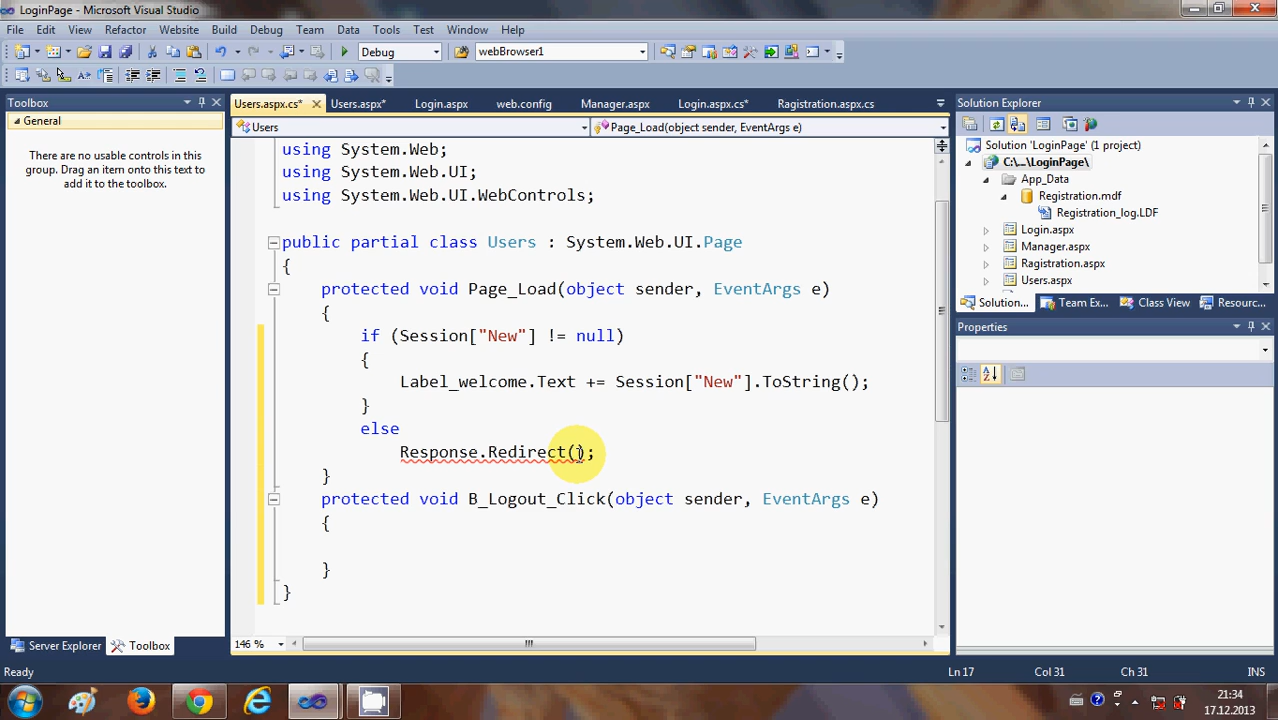 LoginPage - Microsoft Visual Studio
File Edit View Refactor Website Build Debug Team Data Tools Test Window Help
Debug webBrowser1
Toolbox
General
There are no usable controls in this
group. Drag an item onto this text to
add it to the toolbox.
Server Explorer Toolbox
Users.aspx.cs* Users.aspx* Login.aspx web.config Manager.aspx Login.aspx.cs* Ragistration.aspx.cs
Users Page_Load(object sender, EventArgs e)
using System.Web;
using System.Web.UI;
using System.Web.UI.WebControls;
public partial class Users : System.Web.UI.Page
{
protected void Page_Load(object sender, EventArgs e)
{
if (Session["New"] != null)
{
Label_welcome.Text += Session["New"].ToString();
}
else
Response.Redirect();
}
protected void B_Logout_Click(object sender, EventArgs e)
{
}
}
146 %
Solution Explorer
Solution 'LoginPage' (1 project)
C:\...\LoginPage\
App_Data
Registration.mdf
Registration_log.LDF
Login.aspx
Manager.aspx
Ragistration.aspx
Users.aspx
Solution... Team Ex... Class View Resourc...
Properties
Ready Ln 17 Col 31 Ch 31 INS
21:34
17.12.2013